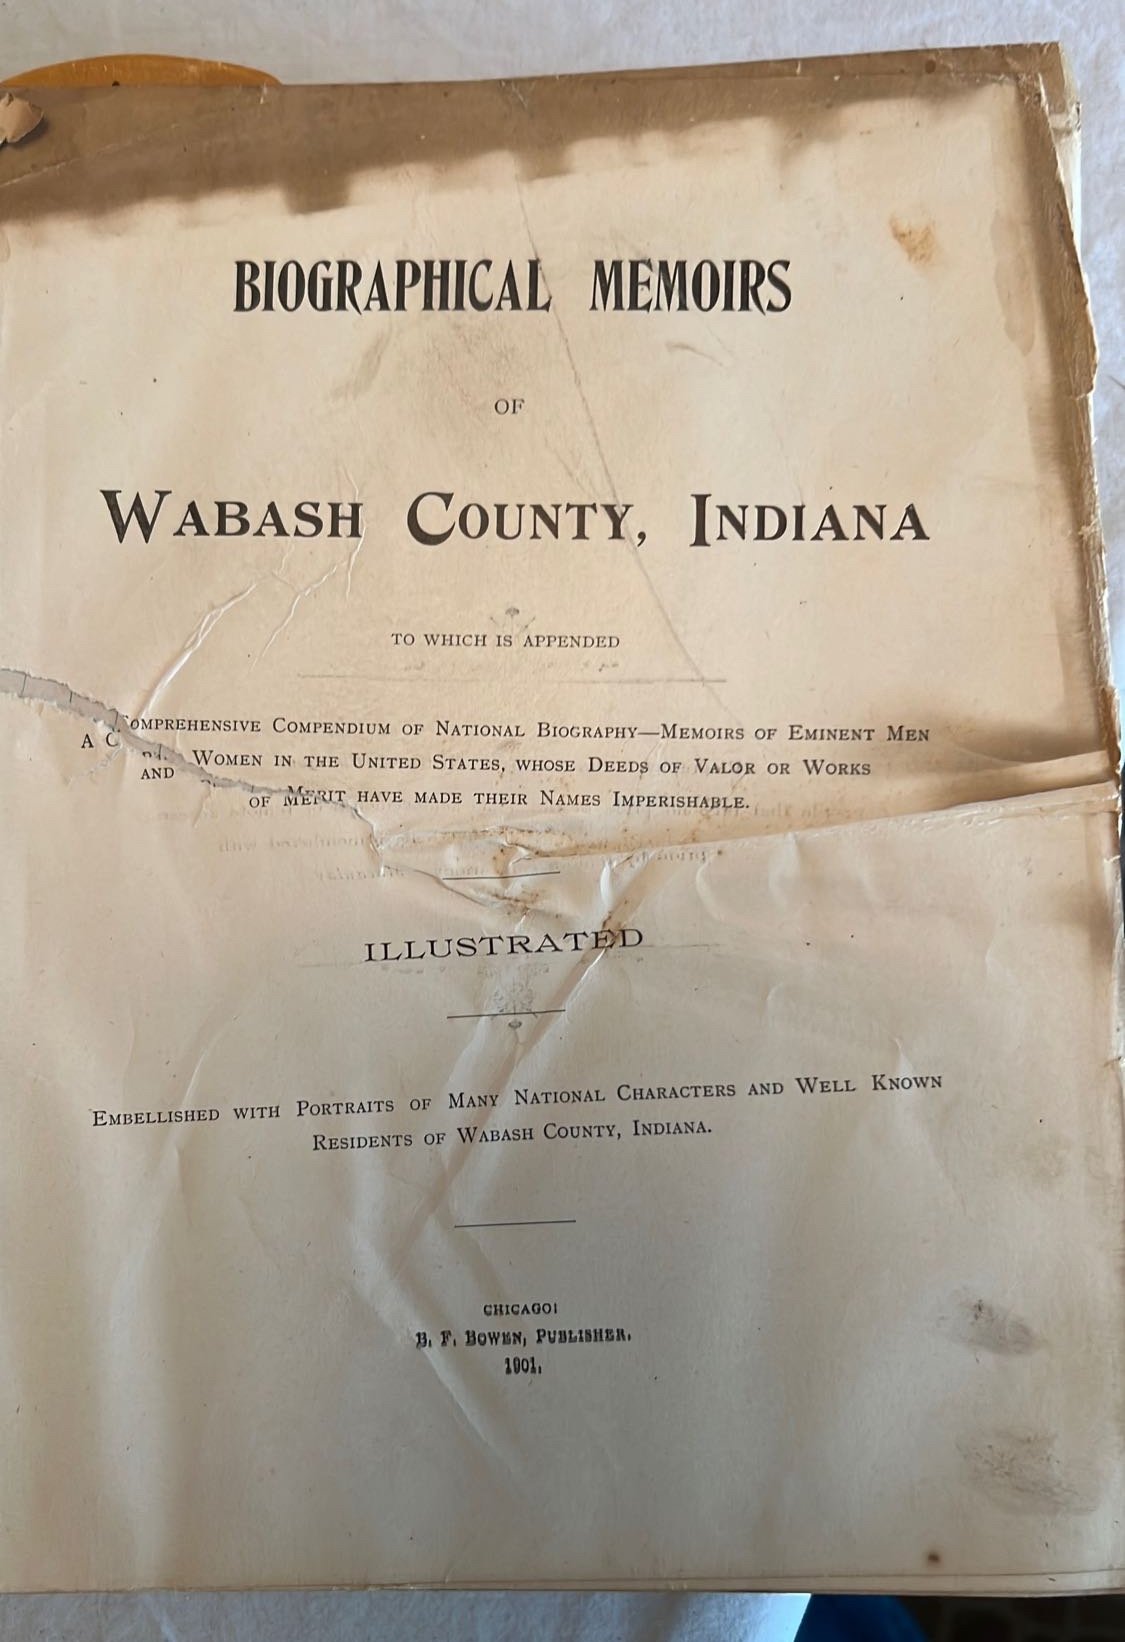 BIOGRAPHICAL MEMOIRS
OF
WABASH COUNTY, INDIANA
TO WHICH IS APPENDED
A COMPREHENSIVE COMPENDIUM OF NATIONAL BIOGRAPHY—MEMOIRS OF EMINENT MEN
AND WOMEN IN THE UNITED STATES, WHOSE DEEDS OF VALOR OR WORKS
OF MERIT HAVE MADE THEIR NAMES IMPERISHABLE.
ILLUSTRATED
EMBELLISHED WITH PORTRAITS OF MANY NATIONAL CHARACTERS AND WELL KNOWN
RESIDENTS OF WABASH COUNTY, INDIANA.
CHICAGO:
B. F. BOWEN, PUBLISHER.
1901.